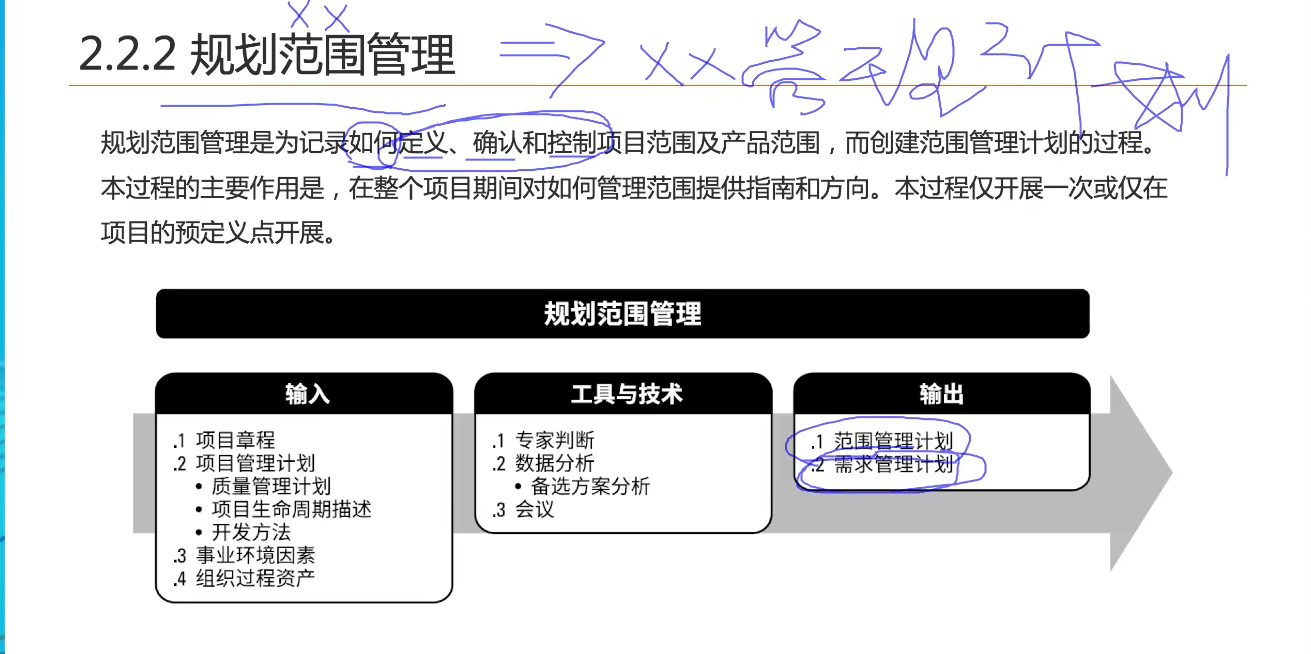 ××
2.2.2 规划范围管理 ⇒ ××管理计划
规划范围管理是为记录如何定义、确认和控制项目范围及产品范围，而创建范围管理计划的过程。
本过程的主要作用是，在整个项目期间对如何管理范围提供指南和方向。本过程仅开展一次或仅在
项目的预定义点开展。
规划范围管理
输入
.1 项目章程
.2 项目管理计划
• 质量管理计划
• 项目生命周期描述
• 开发方法
.3 事业环境因素
.4 组织过程资产
工具与技术
.1 专家判断
.2 数据分析
• 备选方案分析
.3 会议
输出
.1 范围管理计划
.2 需求管理计划